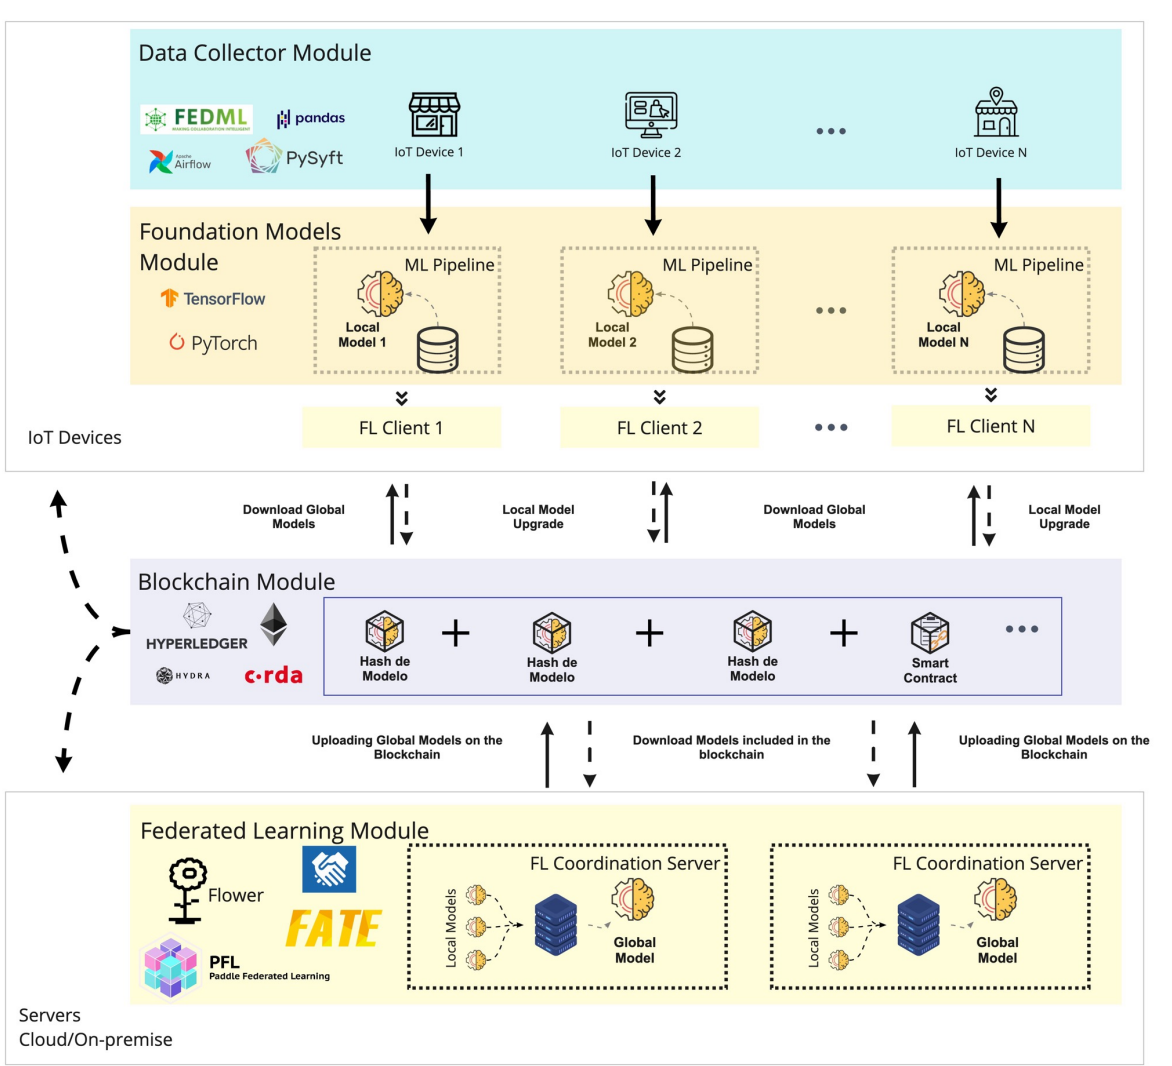 Data Collector Module
FEDML
MAKING COLLABORATION INTELLIGENT
pandas
Apache
Airflow
PySyft
IoT Device 1
IoT Device 2
IoT Device N
Foundation Models
Module
TensorFlow
PyTorch
ML Pipeline
Local
Model 1
ML Pipeline
Local
Model 2
ML Pipeline
Local
Model N
FL Client 1
FL Client 2
FL Client N
IoT Devices
Download Global
Models
Local Model
Upgrade
Download Global
Models
Local Model
Upgrade
Blockchain Module
HYPERLEDGER
HYDRA
c·rda
Hash de
Modelo
+
Hash de
Modelo
+
Hash de
Modelo
+
Smart
Contract
Uploading Global Models on the
Blockchain
Download Models included in the
blockchain
Uploading Global Models on the
Blockchain
Federated Learning Module
Flower
FATE
PFL
Paddle Federated Learning
FL Coordination Server
Local Models
Global
Model
FL Coordination Server
Local Models
Global
Model
Servers
Cloud/On-premise